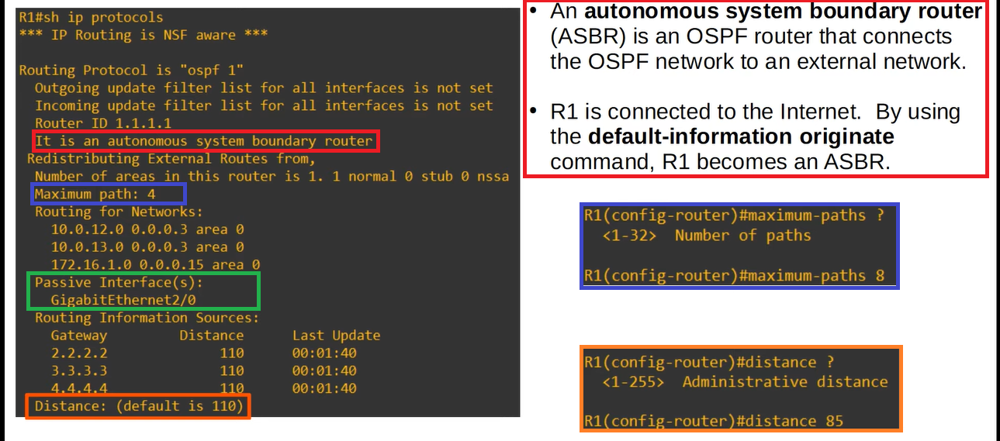 R1#sh ip protocols
*** IP Routing is NSF aware ***
Routing Protocol is "ospf 1"
Outgoing update filter list for all interfaces is not set
Incoming update filter list for all interfaces is not set
Router ID 1.1.1.1
It is an autonomous system boundary router
Redistributing External Routes from,
Number of areas in this router is 1. 1 normal 0 stub 0 nssa
Maximum path: 4
Routing for Networks:
10.0.12.0 0.0.0.3 area 0
10.0.13.0 0.0.0.3 area 0
172.16.1.0 0.0.0.15 area 0
Passive Interface(s):
GigabitEthernet2/0
Routing Information Sources:
Gateway Distance Last Update
2.2.2.2 110 00:01:40
3.3.3.3 110 00:01:40
4.4.4.4 110 00:01:40
Distance: (default is 110)
• An autonomous system boundary router
(ASBR) is an OSPF router that connects
the OSPF network to an external network.
• R1 is connected to the Internet. By using
the default-information originate
command, R1 becomes an ASBR.
R1(config-router)#maximum-paths ?
<1-32> Number of paths
R1(config-router)#maximum-paths 8
R1(config-router)#distance ?
<1-255> Administrative distance
R1(config-router)#distance 85